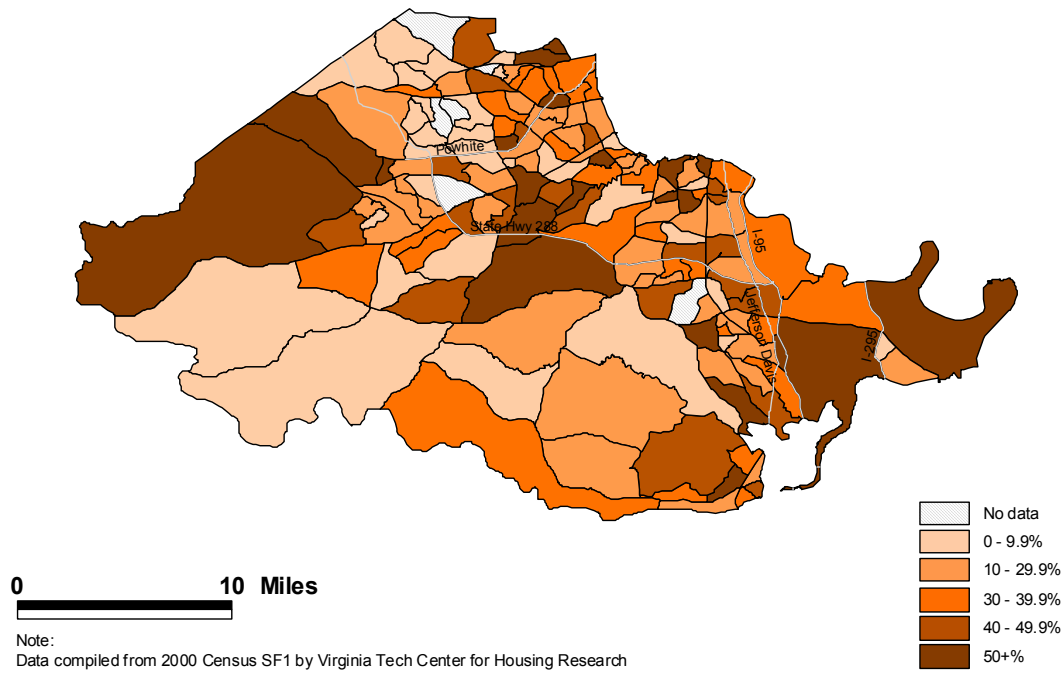 Powhite
State Hwy 288
I-95
Jefferson Davis
I-295
No data
0 - 9.9%
10 - 29.9%
30 - 39.9%
40 - 49.9%
50+%
0 10 Miles
Note:
Data compiled from 2000 Census SF1 by Virginia Tech Center for Housing Research